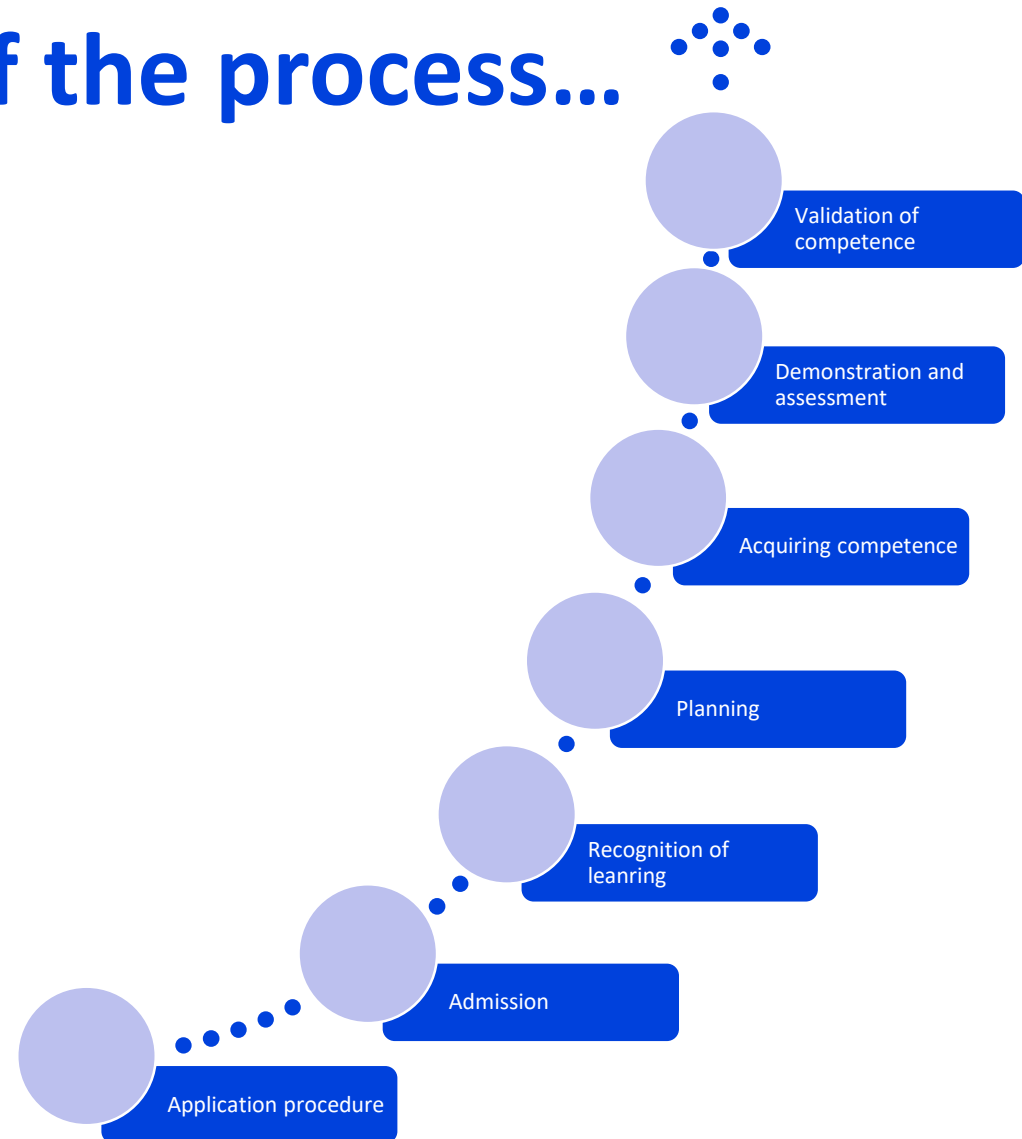 f the process...
Validation of
competence
Demonstration and
assessment
Acquiring competence
Planning
Recognition of
leanring
Admission
Application procedure